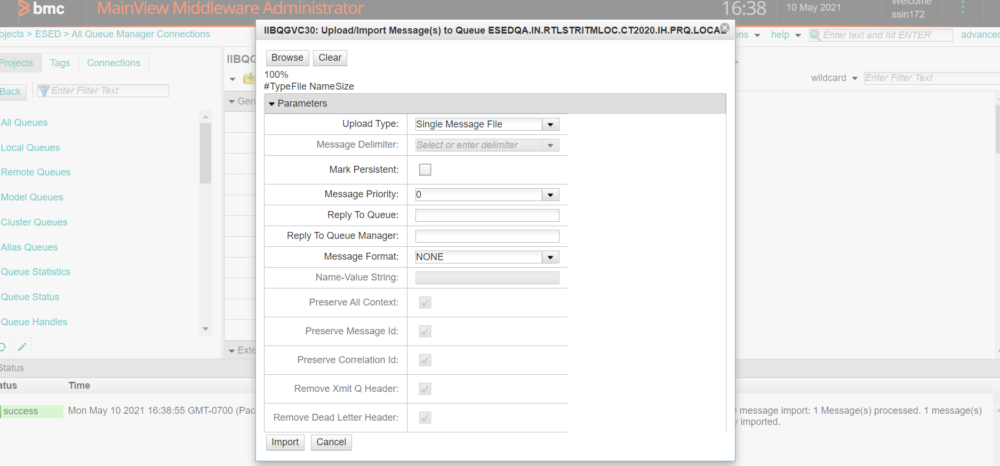 bmc
MainView Middleware Administrator
16:38
10 May 2021
Welcome
ssin172
ojects > ESED > All Queue Manager Connections
ons
help
Enter text and hit ENTER
advanced
Projects
Tags
Connections
Back
Enter Filter Text
All Queues
Local Queues
Remote Queues
Model Queues
Cluster Queues
Alias Queues
Queue Statistics
Queue Status
Queue Handles
IIBQG
Gen
Exte
wildcard
Enter Filter Text
IIBQGVC30: Upload/Import Message(s) to Queue ESEDQA.IN.RTLSTRITMLOC.CT2020.IH.PRQ.LOCAL
Browse
Clear
100%
#TypeFile NameSize
Parameters
Upload Type: Single Message File
Message Delimiter: Select or enter delimiter
Mark Persistent:
Message Priority: 0
Reply To Queue:
Reply To Queue Manager:
Message Format: NONE
Name-Value String:
Preserve All Context:
Preserve Message Id:
Preserve Correlation Id:
Remove Xmit Q Header:
Remove Dead Letter Header:
Import
Cancel
Status
atus
Time
success
Mon May 10 2021 16:38:55 GMT-0700 (Pac
message import: 1 Message(s) processed. 1 message(s)
y imported.